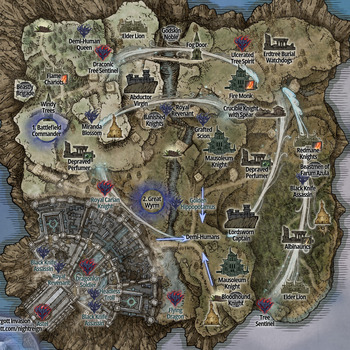 Demi-Human
Queen
Elder Lion
Godskin
Noble
Fog Door
Ulcerated
Tree Spirit
Erdtree Burial
Watchdogs
Draconic
Tree Sentinel
Flame
Chariots
Beastly
Brigade
Abductor
Virgin
Fire Monk
Windy
Trees
Royal
Revenant
Crucible Knight
with Spear
1. Battlefield
Commander
Miranda
Blossom
Banished
Knights
Grafted
Scion
Redmane
Knights
Depraved
Perfumer
Mausoleum
Knight
Depraved
Perfumer
Beastmen of
Farum Azula
Black Knife
Assassin
Royal Carian
Knight
2. Great
Wyrm
Demi-Humans
Lordsworn
Captain
Albinaurics
Black Knife
Assassin
Mausoleum
Knight
Flying
Dragon
Bloodhound
Knight
Elder Lion
Tree
Sentinel